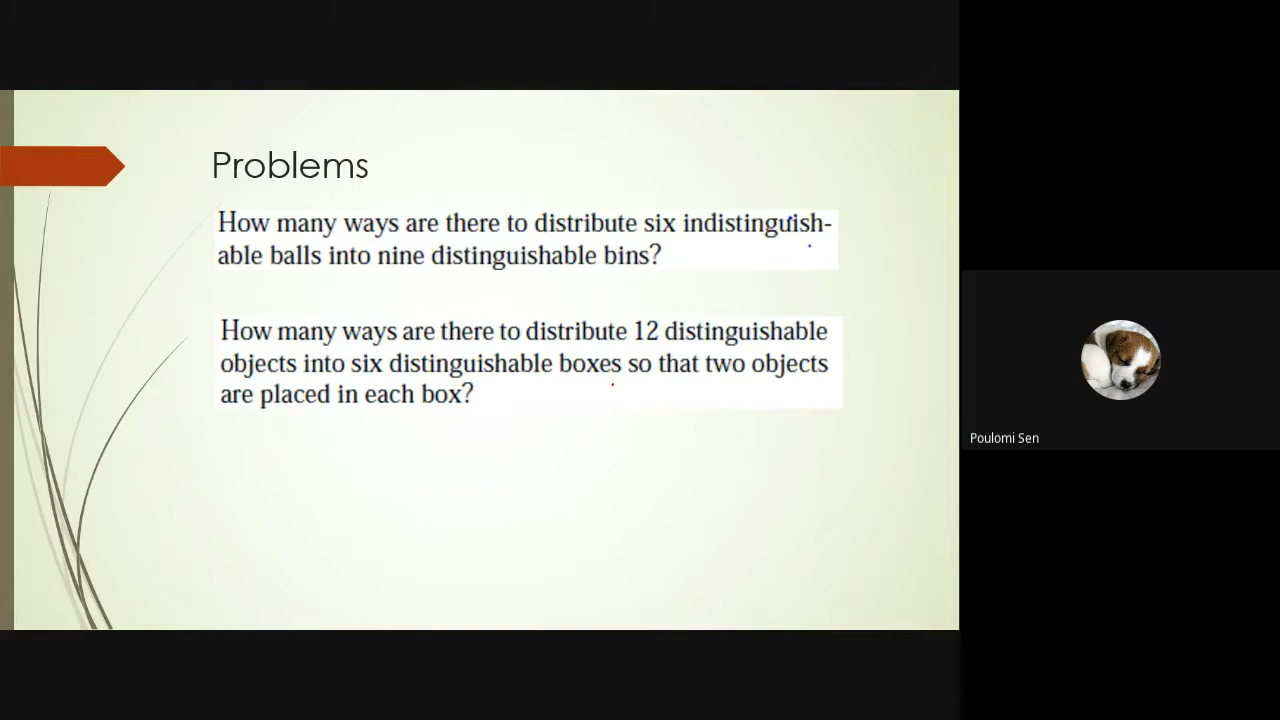 Problems
How many ways are there to distribute six indistinguish-
able balls into nine distinguishable bins?
How many ways are there to distribute 12 distinguishable
objects into six distinguishable boxes so that two objects
are placed in each box?
Poulomi Sen